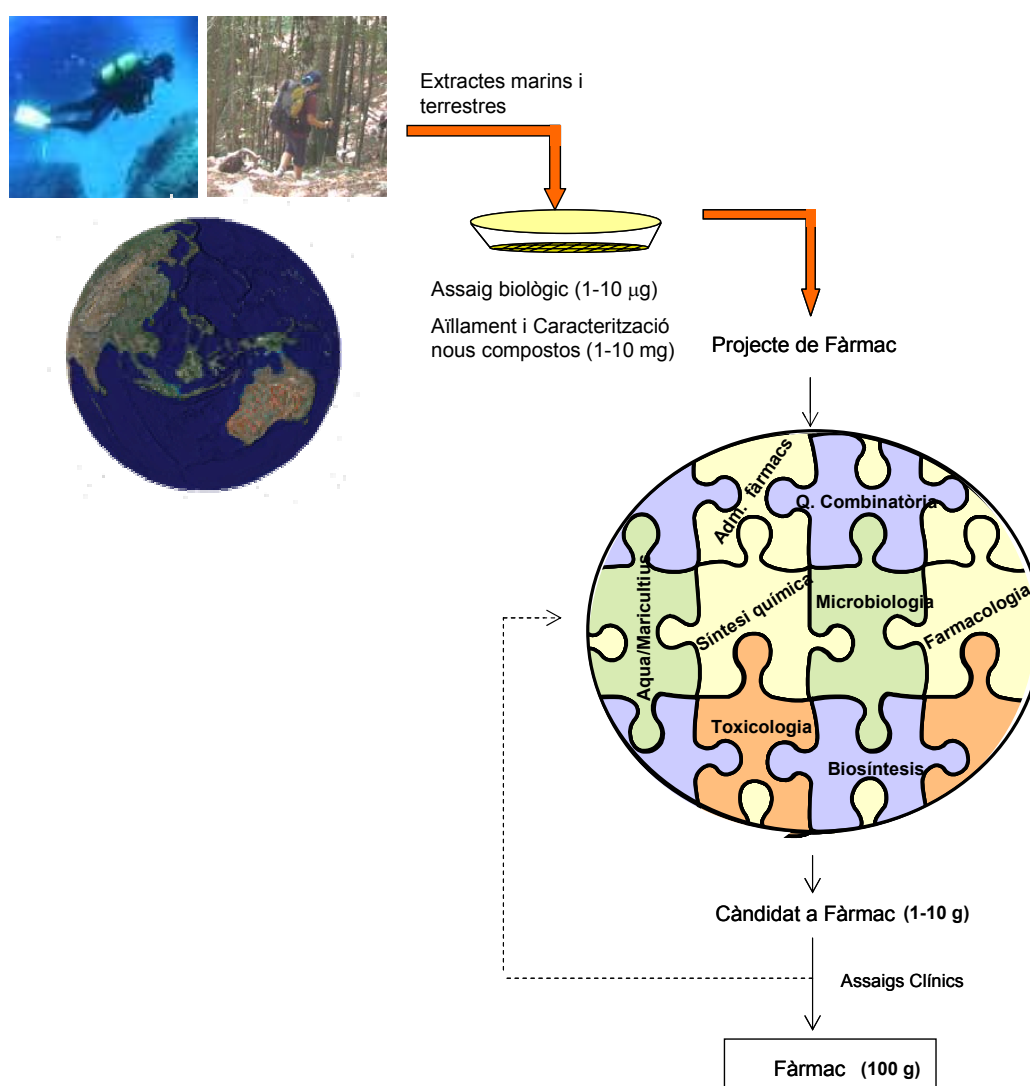 Extractes marins i
terrestres
Assaig biològic (1-10 μg)
Aïllament i Caracterització
nous compostos (1-10 mg)
Projecte de Fàrmac
Adm. fàrmacs
Q. Combinatòria
Aqua/Maricultius
Síntesi química
Microbiologia
Farmacologia
Toxicologia
Biosíntesis
Càndidat a Fàrmac (1-10 g)
Assaigs Clínics
Fàrmac (100 g)